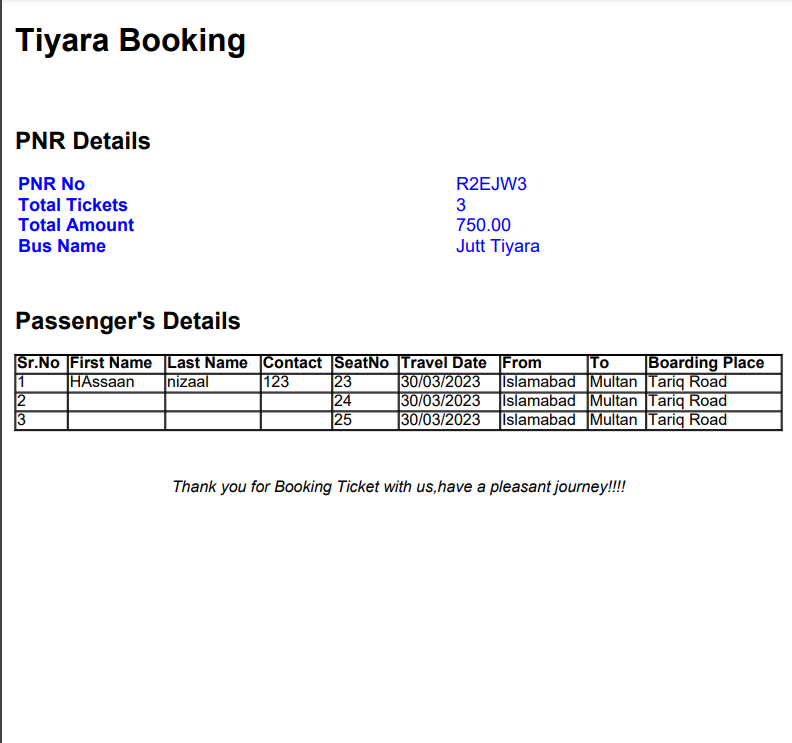 Tiyara Booking
PNR Details
PNR No R2EJW3
Total Tickets 3
Total Amount 750.00
Bus Name Jutt Tiyara
Passenger's Details
Sr.No First Name Last Name Contact SeatNo Travel Date From To Boarding Place
1 HAssaan nizaal 123 23 30/03/2023 Islamabad Multan Tariq Road
2 24 30/03/2023 Islamabad Multan Tariq Road
3 25 30/03/2023 Islamabad Multan Tariq Road
Thank you for Booking Ticket with us,have a pleasant journey!!!!